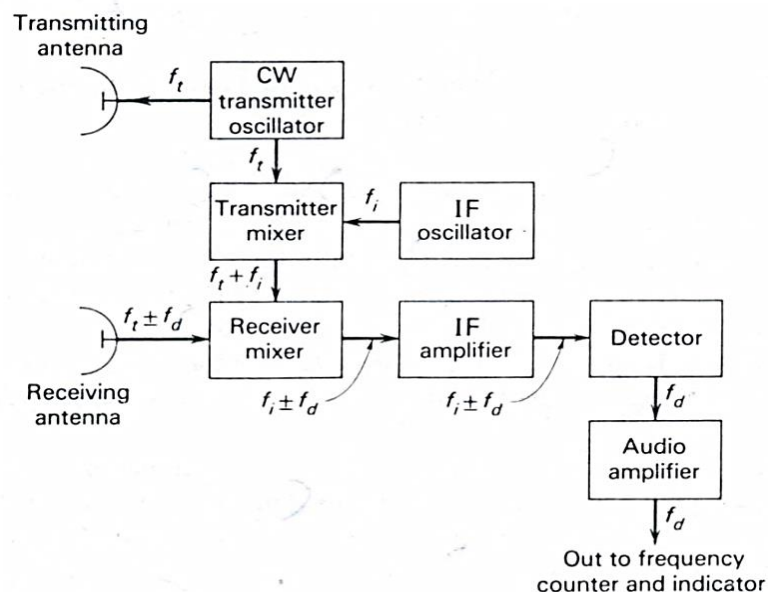 Transmitting
antenna
f_t
CW
transmitter
oscillator
f_t
Transmitter
mixer
f_i
IF
oscillator
f_t + f_i
f_t ± f_d
Receiver
mixer
IF
amplifier
Detector
Receiving
antenna
f_i ± f_d
f_i ± f_d
f_d
Audio
amplifier
f_d
Out to frequency
counter and indicator